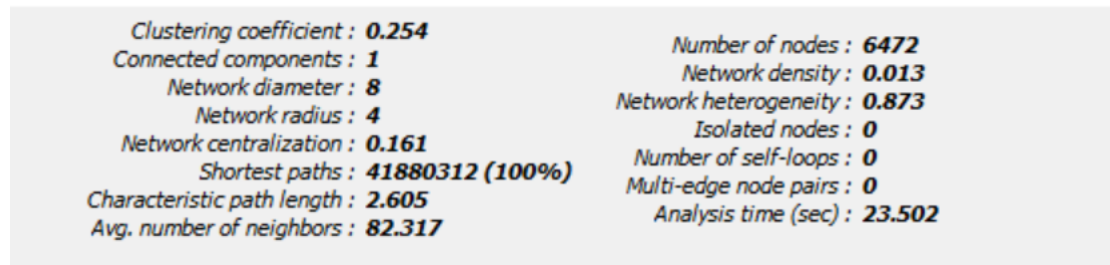 Clustering coefficient : 0.254
Connected components : 1
Network diameter : 8
Network radius : 4
Network centralization : 0.161
Shortest paths : 41880312 (100%)
Characteristic path length : 2.605
Avg. number of neighbors : 82.317
Number of nodes : 6472
Network density : 0.013
Network heterogeneity : 0.873
Isolated nodes : 0
Number of self-loops : 0
Multi-edge node pairs : 0
Analysis time (sec) : 23.502